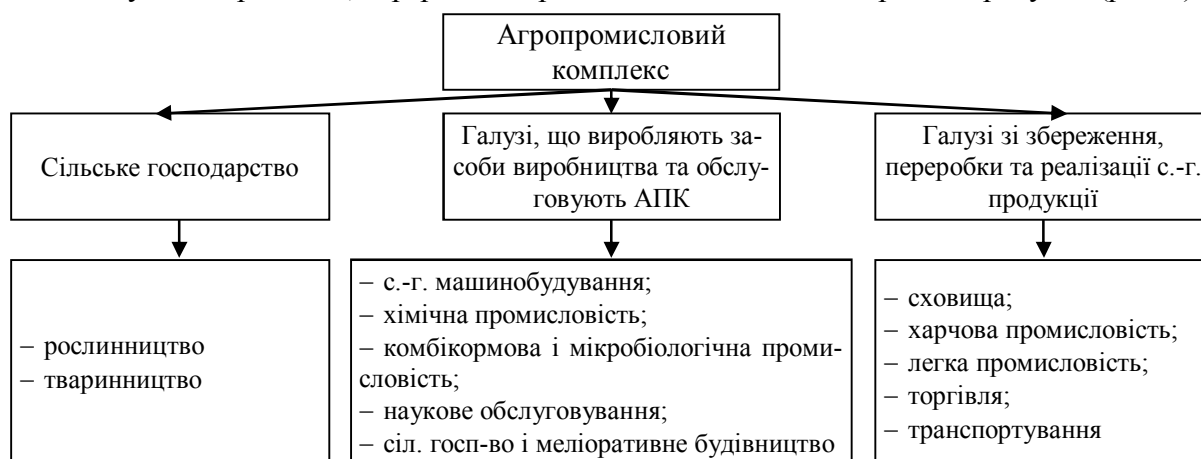 Агропромисловий
комплекс
Сільське господарство
Галузі, що виробляють за-
соби виробництва та обслу-
говують АПК
Галузі зі збереження,
переробки та реалізації с.-г.
продукції
– рослинництво
– тваринництво
– с.-г. машинобудування;
– хімічна промисловість;
– комбікормова і мікробіологічна проми-
словість;
– наукове обслуговування;
– сіл. госп-во і меліоративне будівництво
– сховища;
– харчова промисловість;
– легка промисловість;
– торгівля;
– транспортування